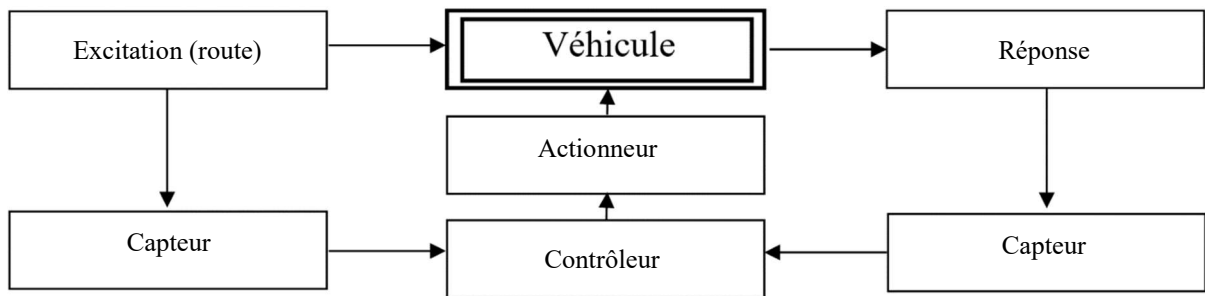 Excitation (route)
Véhicule
Réponse
Actionneur
Capteur
Contrôleur
Capteur